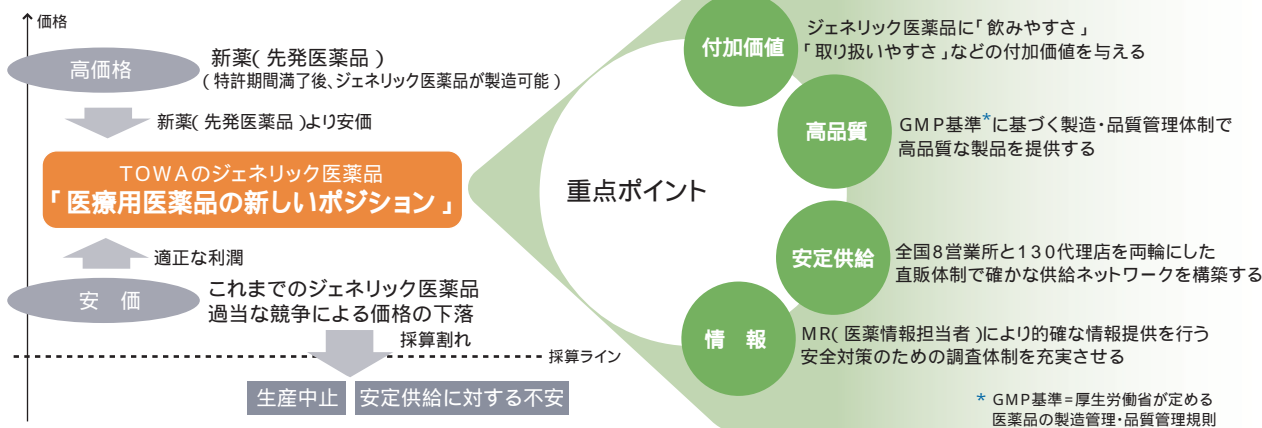 価格
高価格
新薬(先発医薬品)
(特許期間満了後、ジェネリック医薬品が製造可能)
新薬(先発医薬品)より安価
TOWAのジェネリック医薬品
「医療用医薬品の新しいポジション」
適正な利潤
安 価
これまでのジェネリック医薬品
過当な競争による価格の下落
採算割れ
採算ライン
生産中止
安定供給に対する不安
重点ポイント
付加価値
ジェネリック医薬品に「飲みやすさ」
「取り扱いやすさ」などの付加価値を与える
高品質
GMP基準*に基づく製造・品質管理体制で
高品質な製品を提供する
安定供給
全国8営業所と130代理店を両輪にした
直販体制で確かな供給ネットワークを構築する
情 報
MR(医薬情報担当者)により的確な情報提供を行う
安全対策のための調査体制を充実させる
* GMP基準=厚生労働省が定める
医薬品の製造管理・品質管理規則